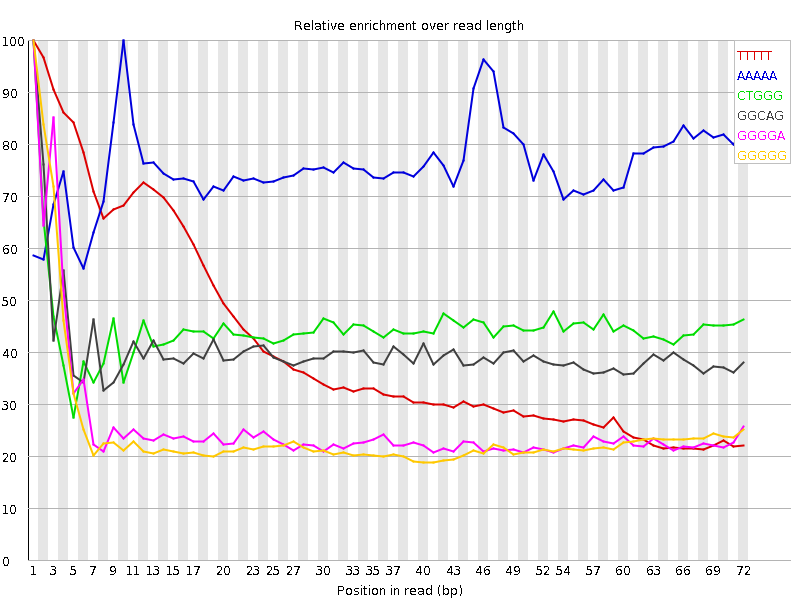 Relative enrichment over read length
100
90
80
70
60
50
40
30
20
10
0
TTTTT
AAAAA
CTGGG
GGCAG
GGGGA
GGGGG
1 3 5 7 9 11 13 15 17 20 23 25 27 30 33 35 37 40 43 46 49 52 54 57 60 63 66 69 72
Position in read (bp)